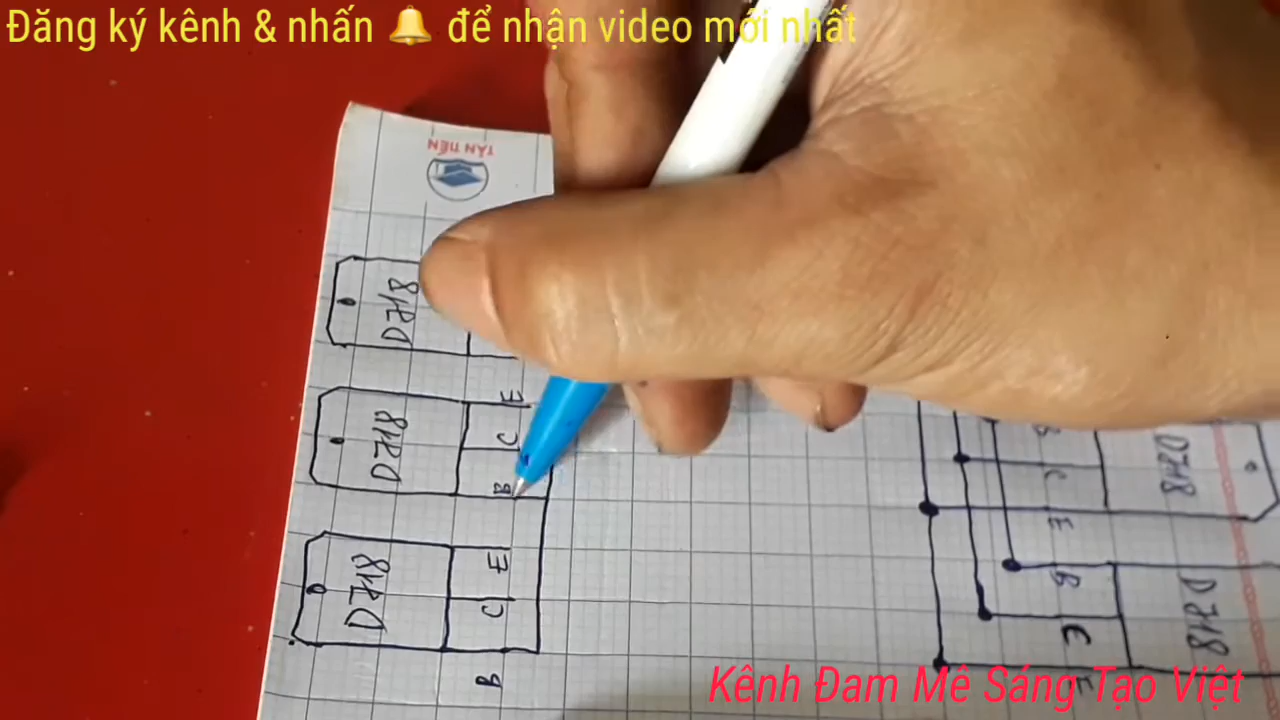 Đăng ký kênh & nhấn 🔔 để nhận video mới nhất
TÂN TIẾN
D718
D718
E
C
B
D718
E
C
B
B
C
E
D718
B
C
E
D718
Kênh Đam Mê Sáng Tạo Việt